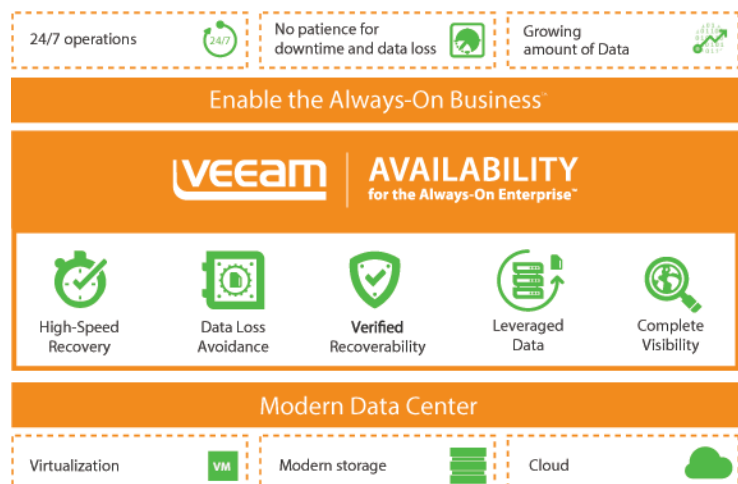 24/7 operations
24/7
No patience for
downtime and data loss
Growing
amount of Data
Enable the Always-On Business™
veeam
AVAILABILITY
for the Always-On Enterprise™
High-Speed
Recovery
Data Loss
Avoidance
Verified
Recoverability
Leveraged
Data
Complete
Visibility
Modern Data Center
Virtualization
VM
Modern storage
Cloud